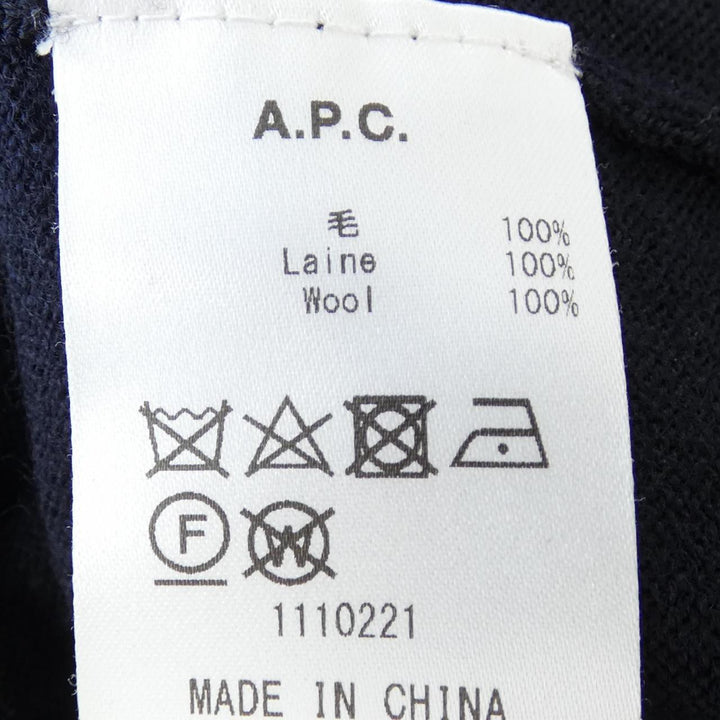 A.P.C.
毛 100%
Laine 100%
Wool 100%
F W
1110221
MADE IN CHINA